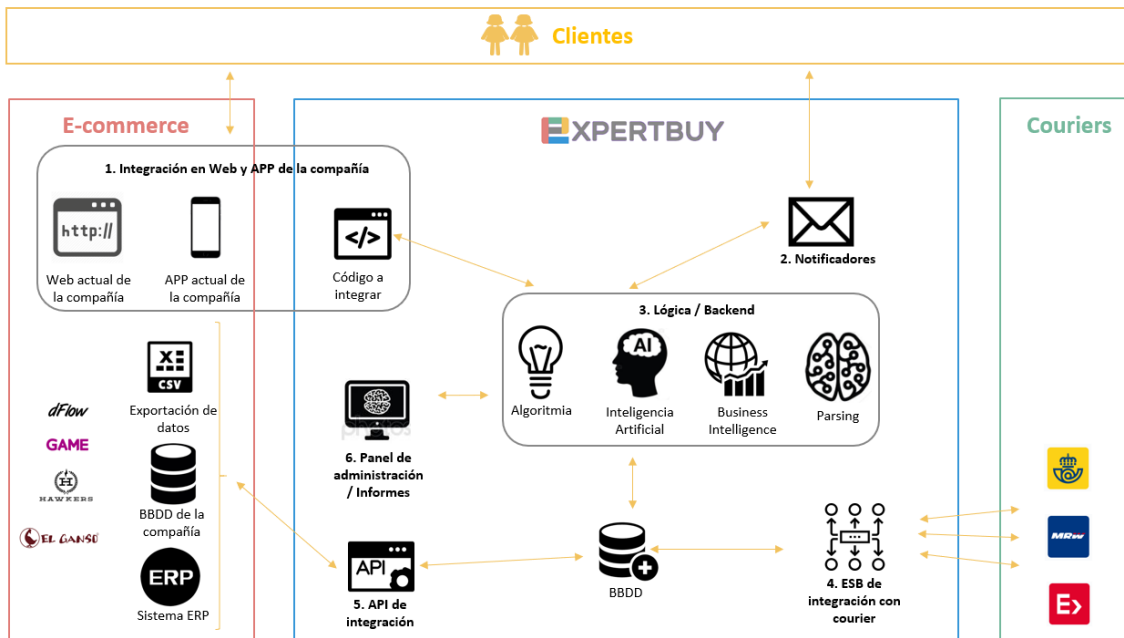 Clientes
E-commerce
EXPERTBUY
Couriers
1. Integración en Web y APP de la compañía
http://
</>
Web actual de
la compañía
APP actual de
la compañía
Código a
integrar
2. Notificadores
3. Lógica / Backend
AI
Algoritmia
Inteligencia
Artificial
Business
Intelligence
Parsing
X
CSV
Exportación de
datos
dFlow
GAME
HAWKERS
EL GANSO
BBDD de la
compañía
ERP
Sistema ERP
photos
6. Panel de
administración
/ Informes
API
5. API de
integración
BBDD
4. ESB de
integración con
courier
MRW
E